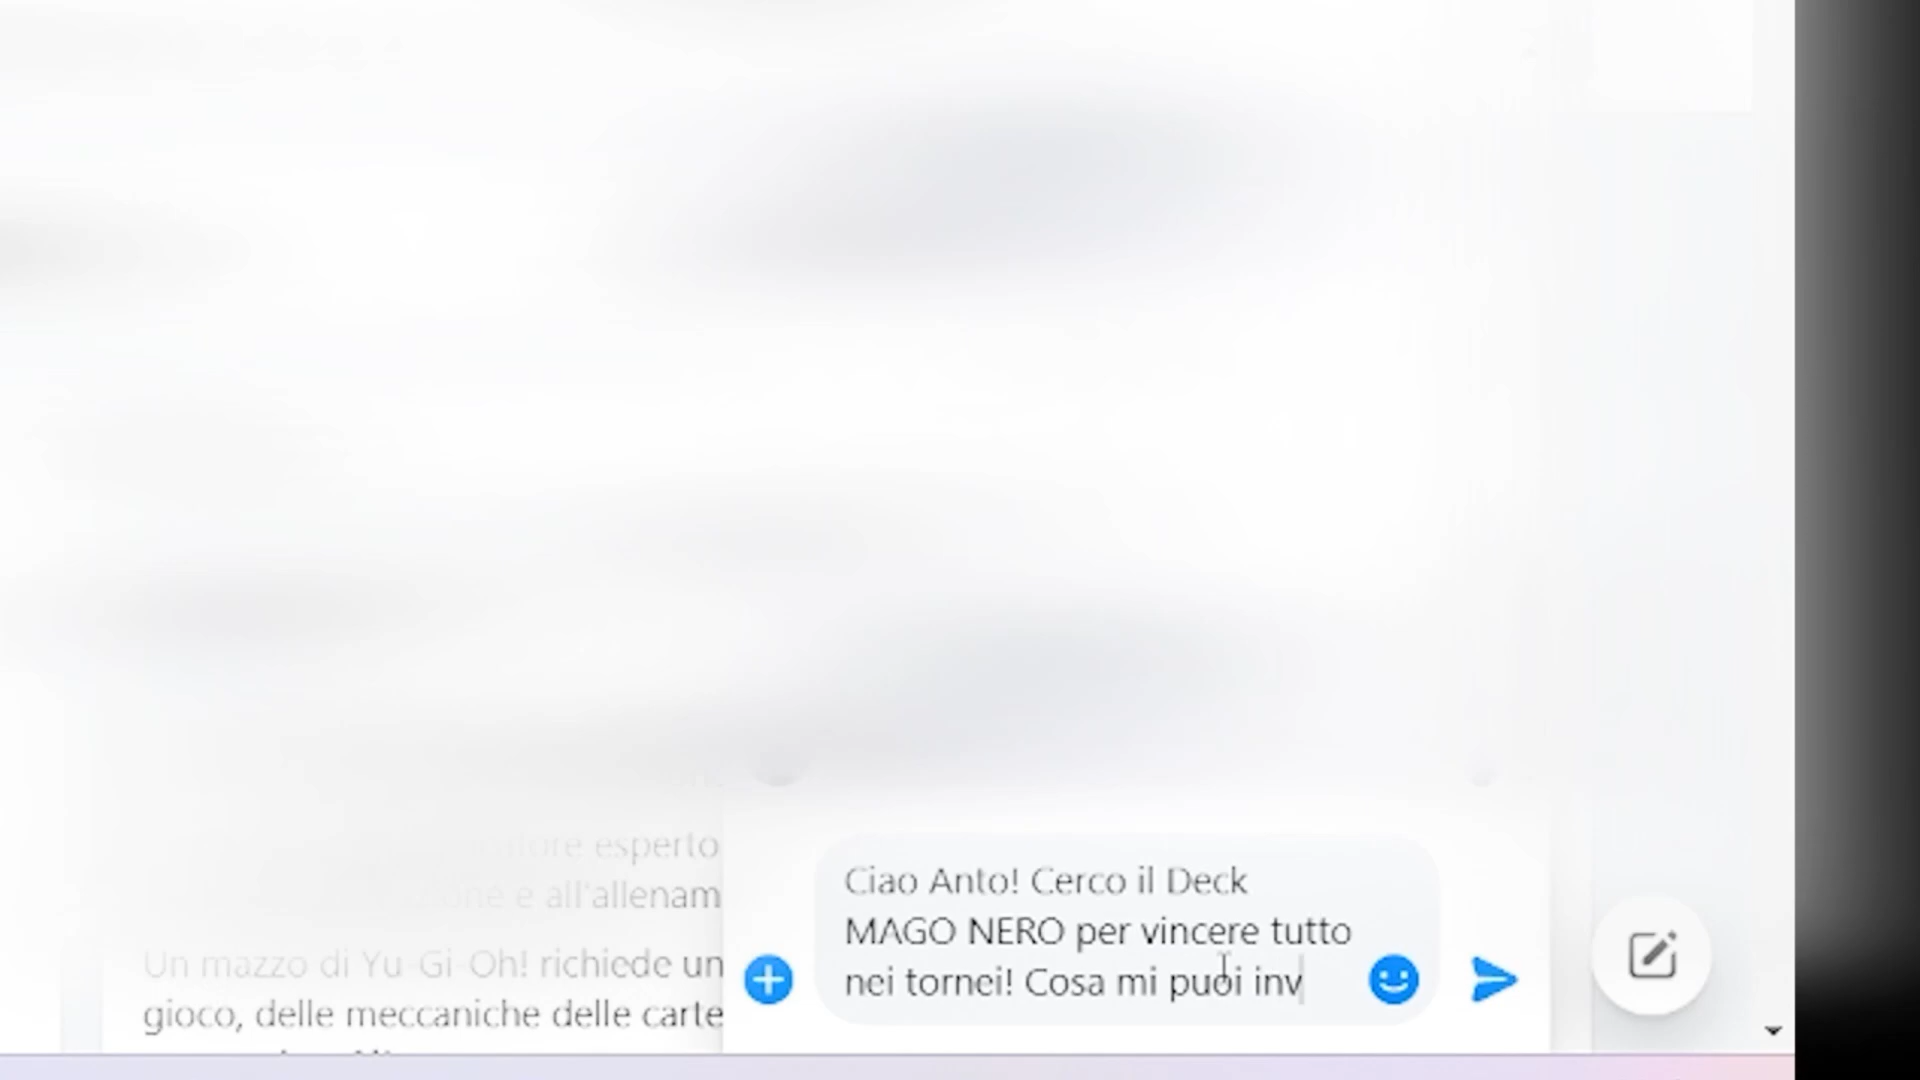 esperto
e all'allenam
Un mazzo di Yu-Gi-Oh! richiede un
gioco, delle meccaniche delle carte
Ciao Anto! Cerco il Deck
MAGO NERO per vincere tutto
nei tornei! Cosa mi puoi inv